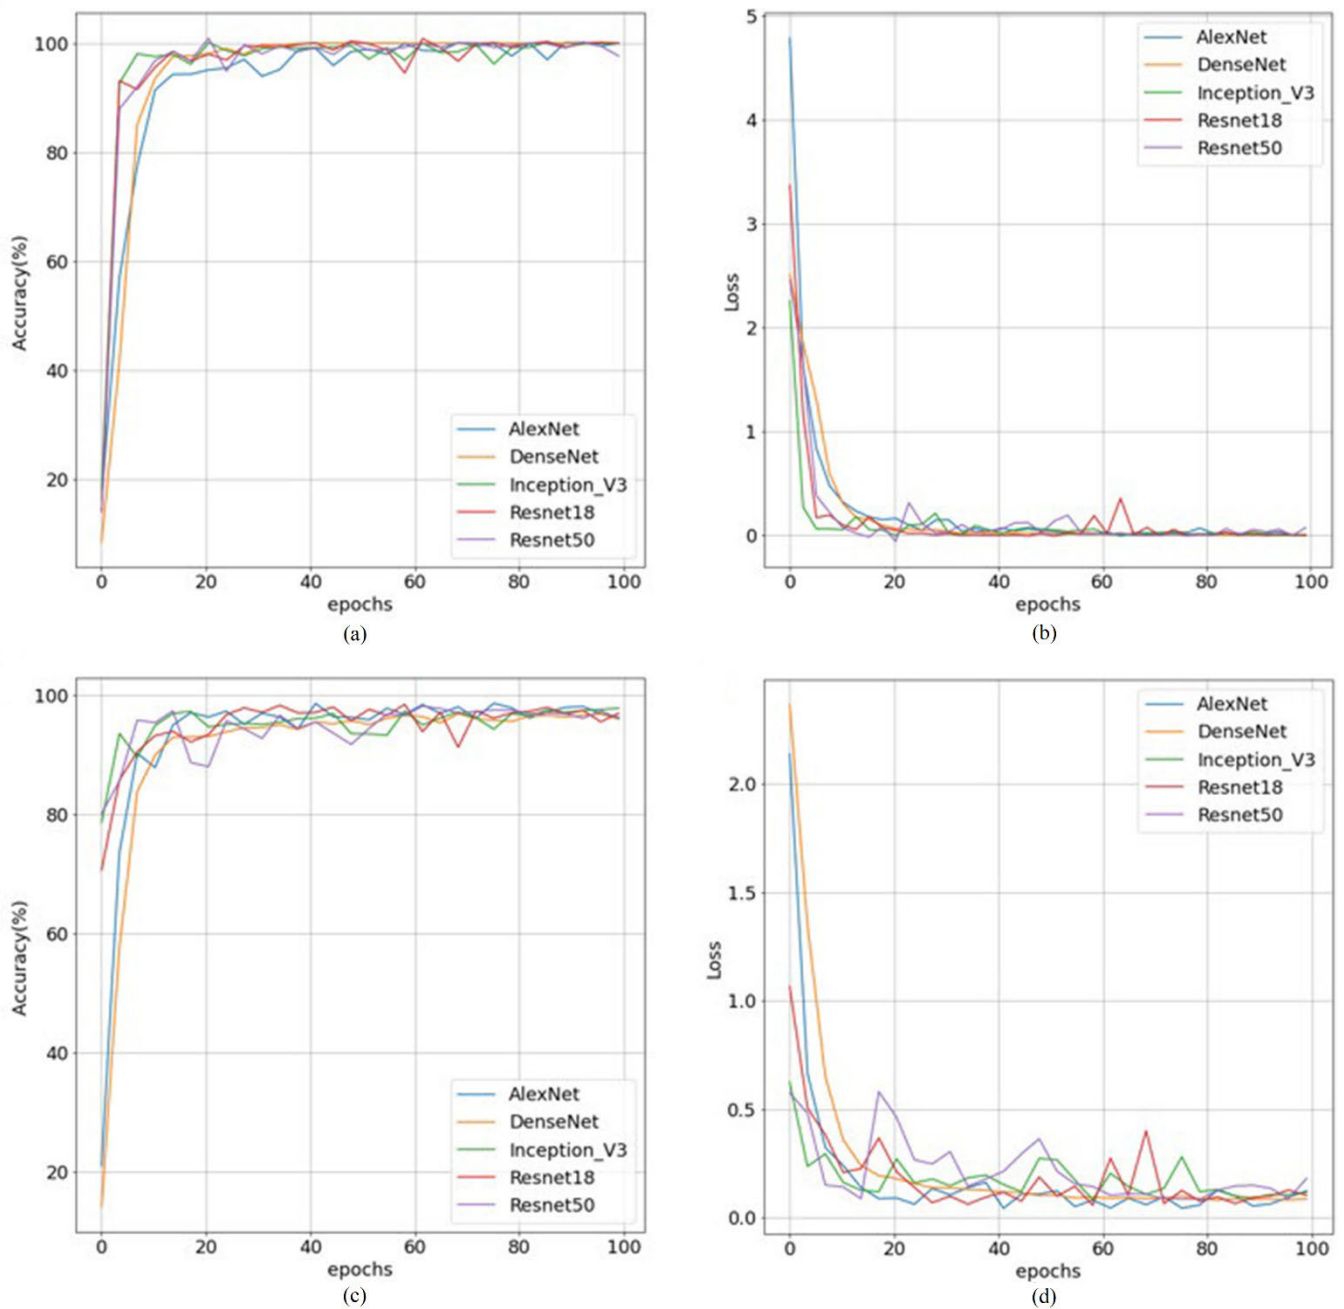 100
80
60
40
20
Accuracy(%)
AlexNet
DenseNet
Inception_V3
Resnet18
Resnet50
0 20 40 60 80 100
epochs
(a)
5
4
3
2
1
0
Loss
AlexNet
DenseNet
Inception_V3
Resnet18
Resnet50
0 20 40 60 80 100
epochs
(b)
100
80
60
40
20
Accuracy(%)
AlexNet
DenseNet
Inception_V3
Resnet18
Resnet50
0 20 40 60 80 100
epochs
(c)
2.0
1.5
1.0
0.5
0.0
Loss
AlexNet
DenseNet
Inception_V3
Resnet18
Resnet50
0 20 40 60 80 100
epochs
(d)